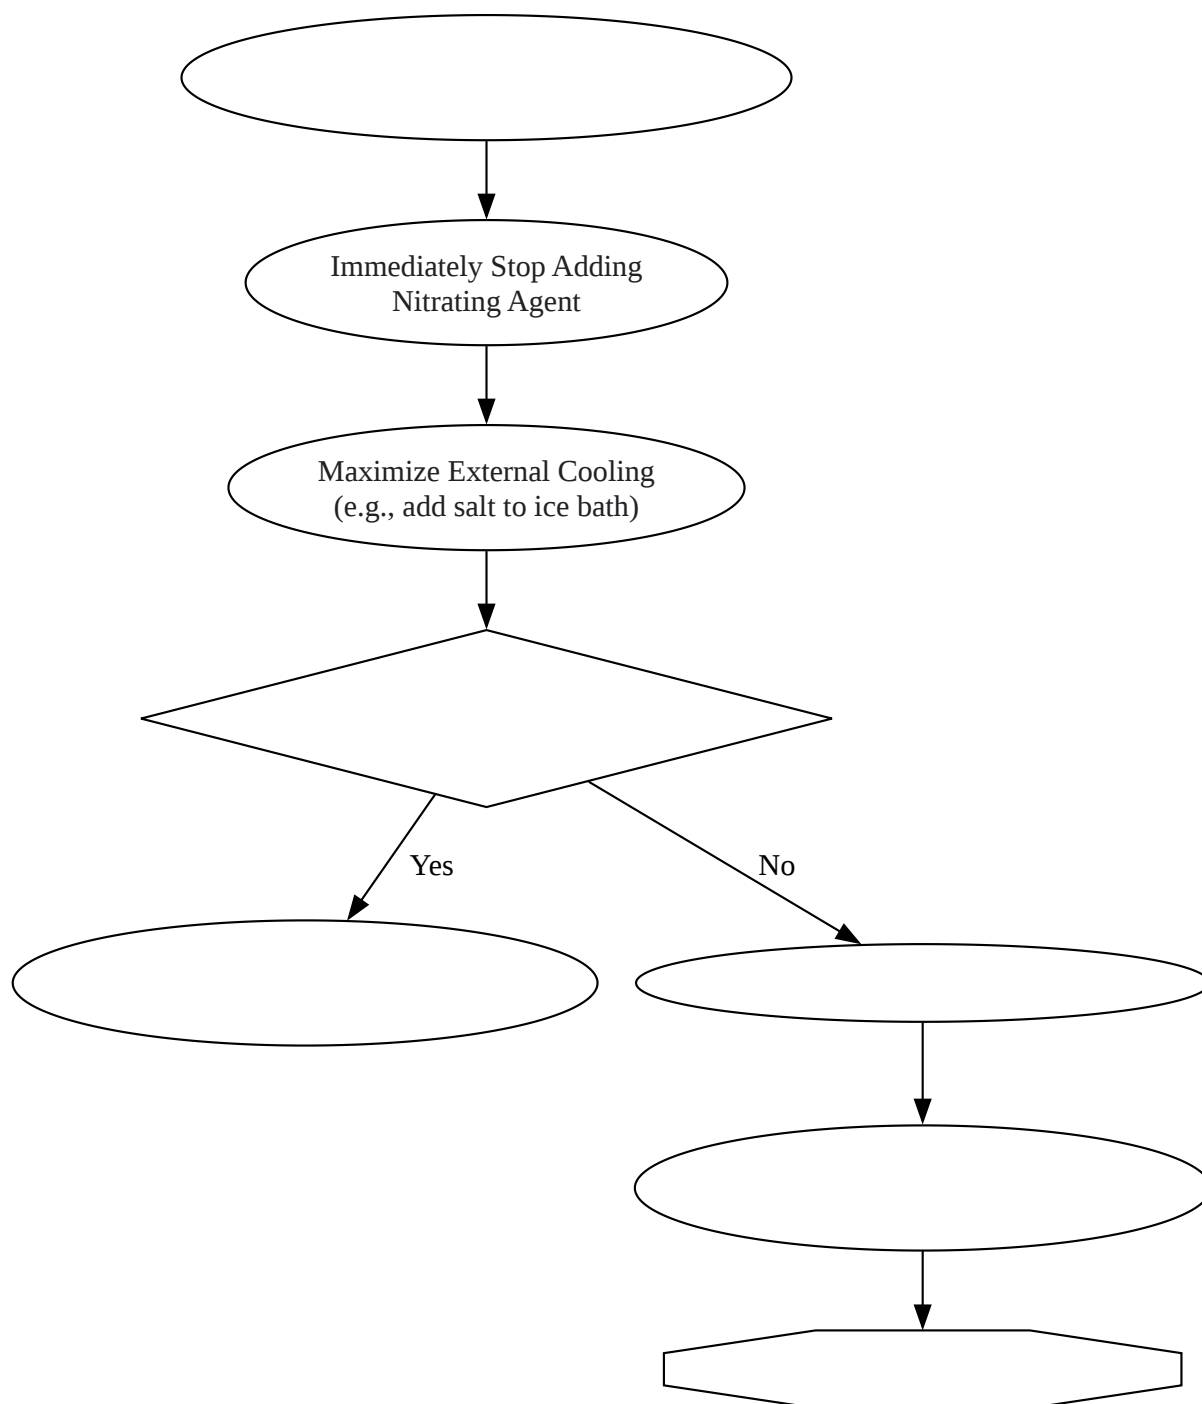 Immediately Stop Adding
Nitrating Agent
Maximize External Cooling
(e.g., add salt to ice bath)
Yes
No